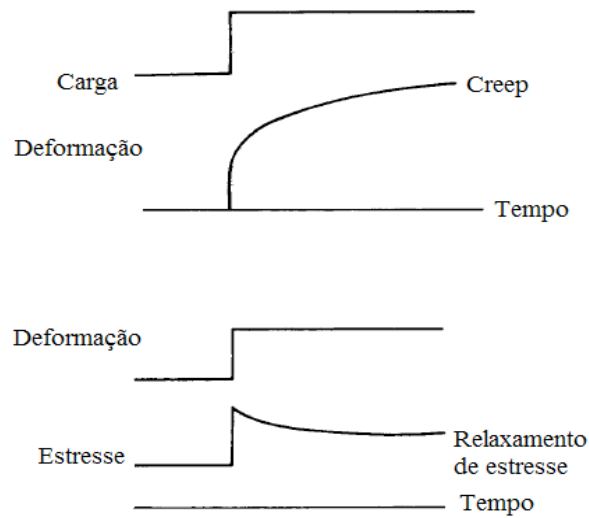 Carga
Creep
Deformação
Tempo
Deformação
Estresse
Relaxamento
de estresse
Tempo